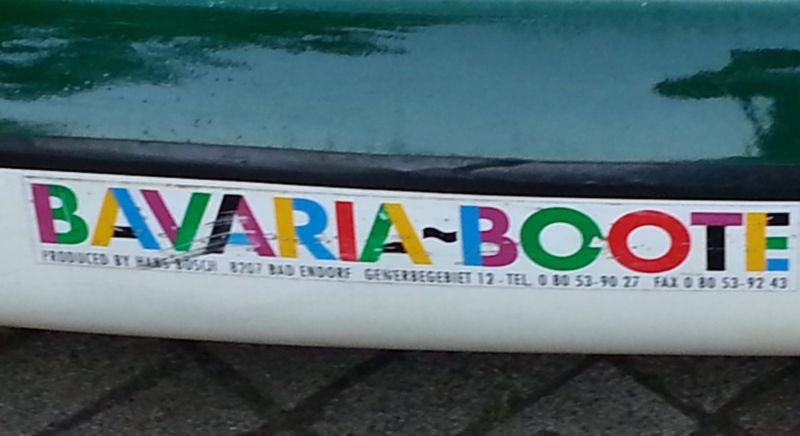 BAVARIA~BOOTE
PRODUCED BY HANS BÖSCH 8207 BAD ENDORF GEWERBEGEBIET 12 - TEL. 0 80 53-90 27 FAX 0 80 53-92 43